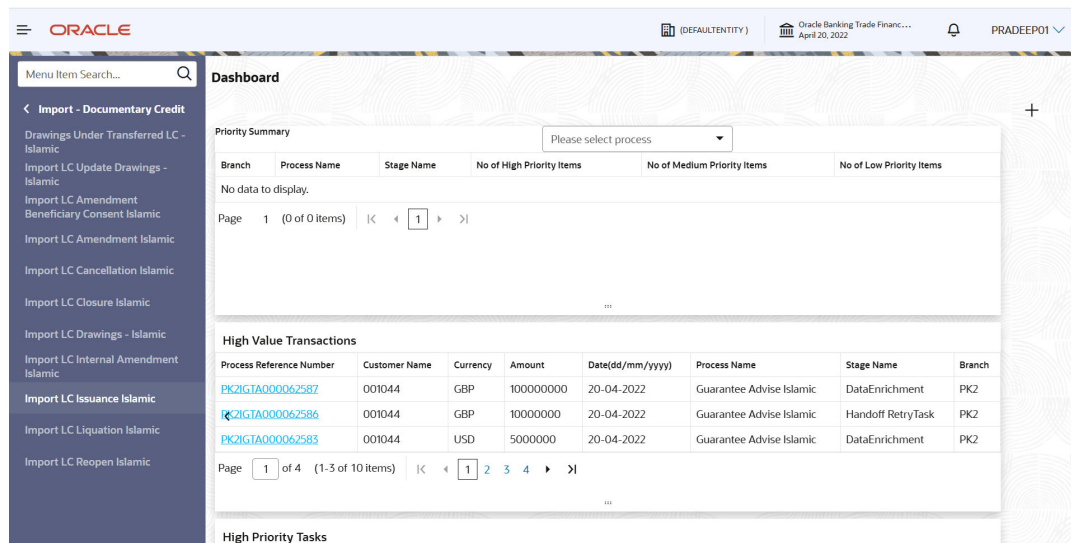 ORACLE
(DEFAULTENTITY)
Oracle Banking Trade Financ...
April 20, 2022
PRADEEP01
Menu Item Search...
Import - Documentary Credit
Drawings Under Transferred LC -
Islamic
Import LC Update Drawings -
Islamic
Import LC Amendment
Beneficiary Consent Islamic
Import LC Amendment Islamic
Import LC Cancellation Islamic
Import LC Closure Islamic
Import LC Drawings - Islamic
Import LC Internal Amendment
Islamic
Import LC Issuance Islamic
Import LC Liquation Islamic
Import LC Reopen Islamic
Dashboard
Priority Summary Please select process
Branch Process Name Stage Name No of High Priority Items No of Medium Priority Items No of Low Priority Items
No data to display.
Page 1 (0 of 0 items) 1
High Value Transactions
Process Reference Number Customer Name Currency Amount Date(dd/mm/yyyy) Process Name Stage Name Branch
PK2IGTA000062587 001044 GBP 100000000 20-04-2022 Guarantee Advise Islamic DataEnrichment PK2
PK2IGTA000062586 001044 GBP 10000000 20-04-2022 Guarantee Advise Islamic Handoff RetryTask PK2
PK2IGTA000062583 001044 USD 5000000 20-04-2022 Guarantee Advise Islamic DataEnrichment PK2
Page 1 of 4 (1-3 of 10 items) 1 2 3 4
High Priority Tasks